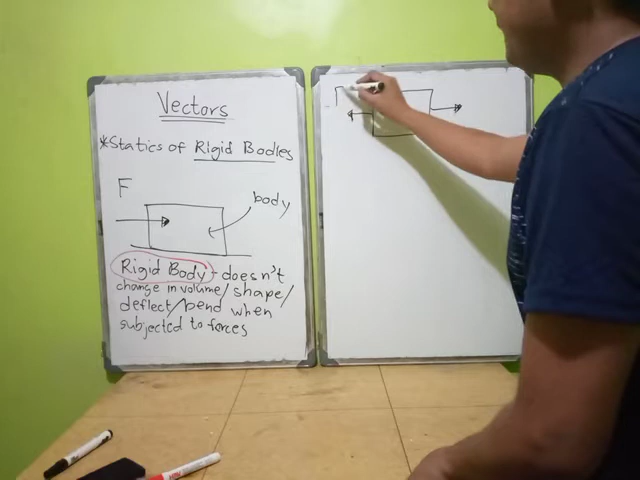 Vectors
*Statics of Rigid Bodies
F
body
Rigid Body - doesn't
change in volume/shape/
deflect/bend when
subjected to forces